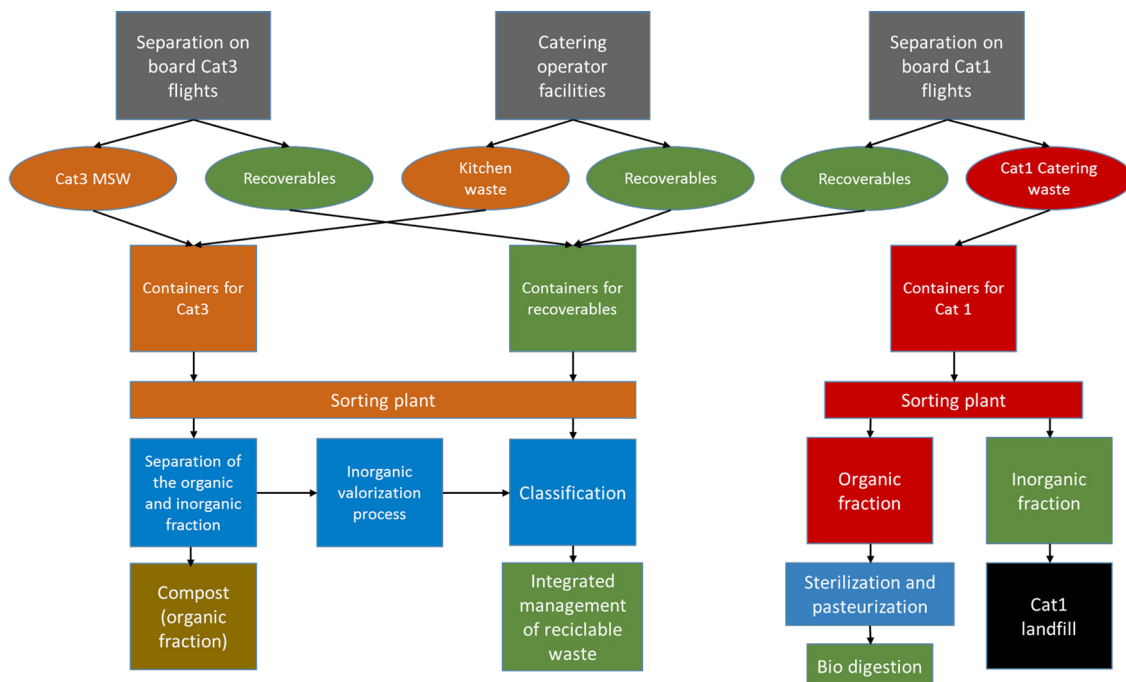 Separation on
board Cat3
flights
Catering
operator
facilities
Separation on
board Cat1
flights
Cat3 MSW
Recoverables
Kitchen
waste
Recoverables
Recoverables
Cat1 Catering
waste
Containers for
Cat3
Containers for
recoverables
Containers for
Cat 1
Sorting plant
Sorting plant
Separation of
the organic
and inorganic
fraction
Inorganic
valorization
process
Classification
Organic
fraction
Inorganic
fraction
Compost
(organic
fraction)
Integrated
management
of reciclable
waste
Sterilization and
pasteurization
Cat1
landfill
Bio digestion